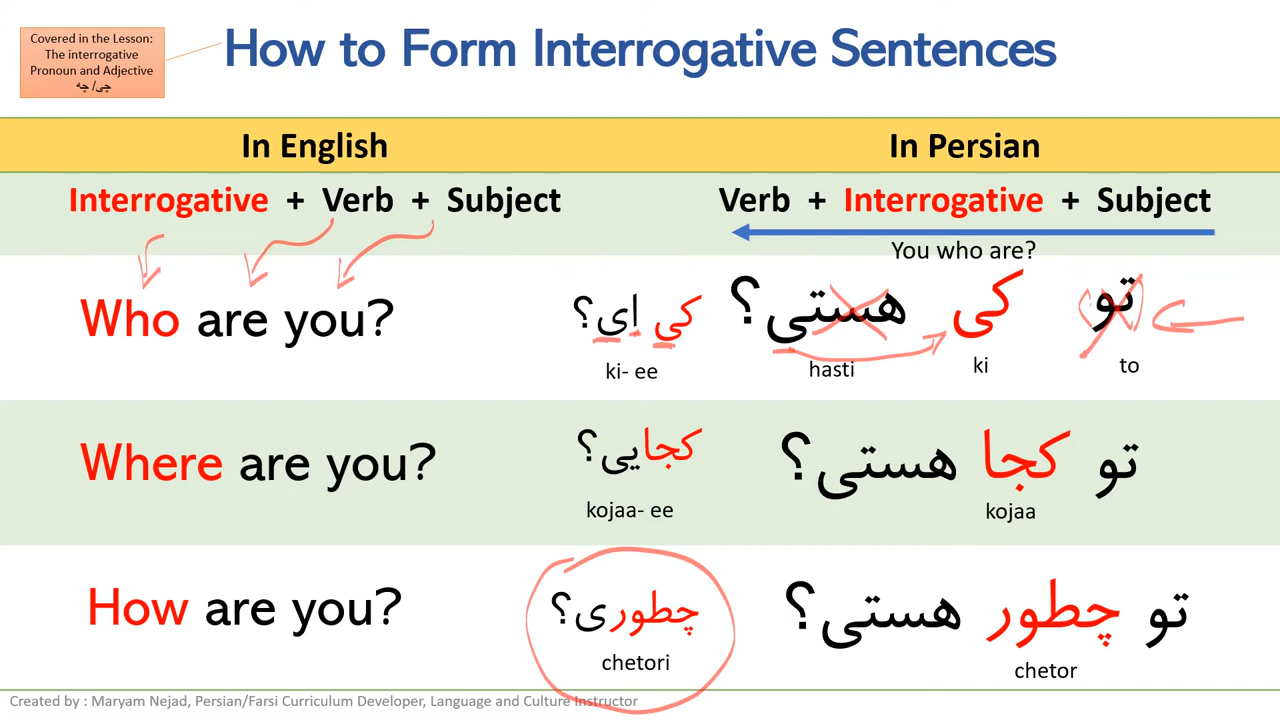 Covered in the Lesson:
The interrogative
Pronoun and Adjective
چی/ چه
How to Form Interrogative Sentences
In English
In Persian
Interrogative + Verb + Subject
Verb + Interrogative + Subject
You who are?
Who are you?
کی ای؟
ki- ee
تو کی هستی؟
hasti
ki
to
Where are you?
کجایی؟
kojaa- ee
تو کجا هستی؟
kojaa
How are you?
چطوری؟
chetori
تو چطور هستی؟
chetor
Created by : Maryam Nejad, Persian/Farsi Curriculum Developer, Language and Culture Instructor